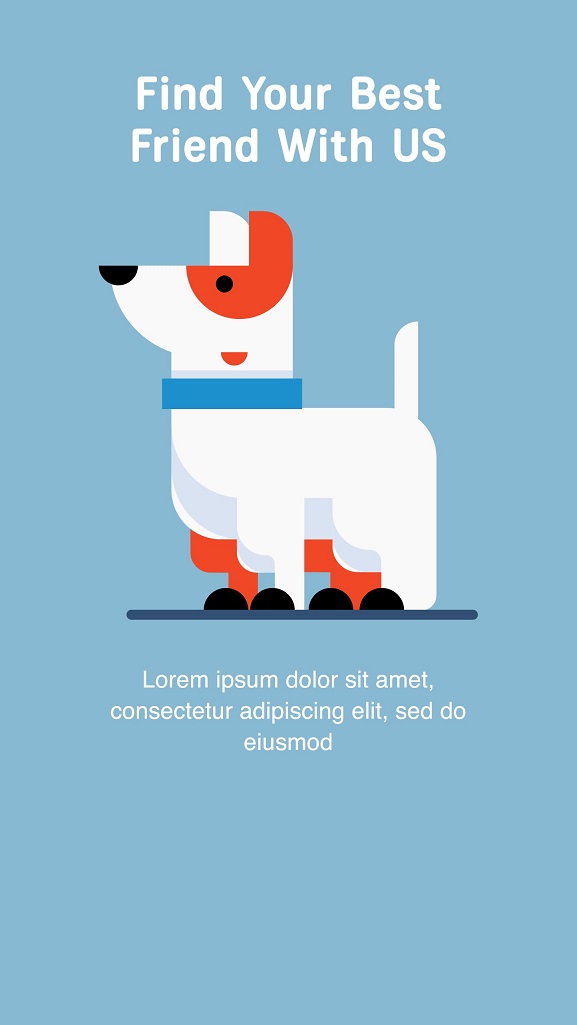 Find Your Best
Friend With US
Lorem ipsum dolor sit amet,
consectetur adipiscing elit, sed do
eiusmod